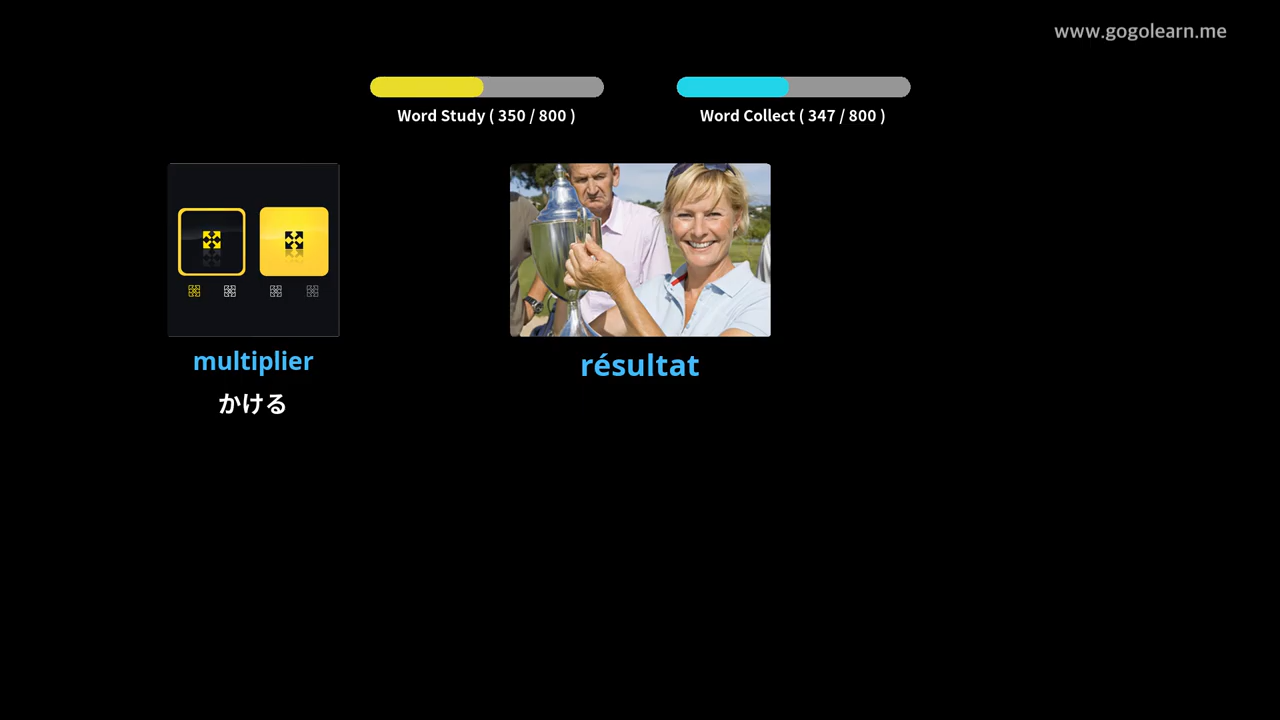 www.gogolearn.me
Word Study ( 350 / 800 )
Word Collect ( 347 / 800 )
multiplier
かける
résultat